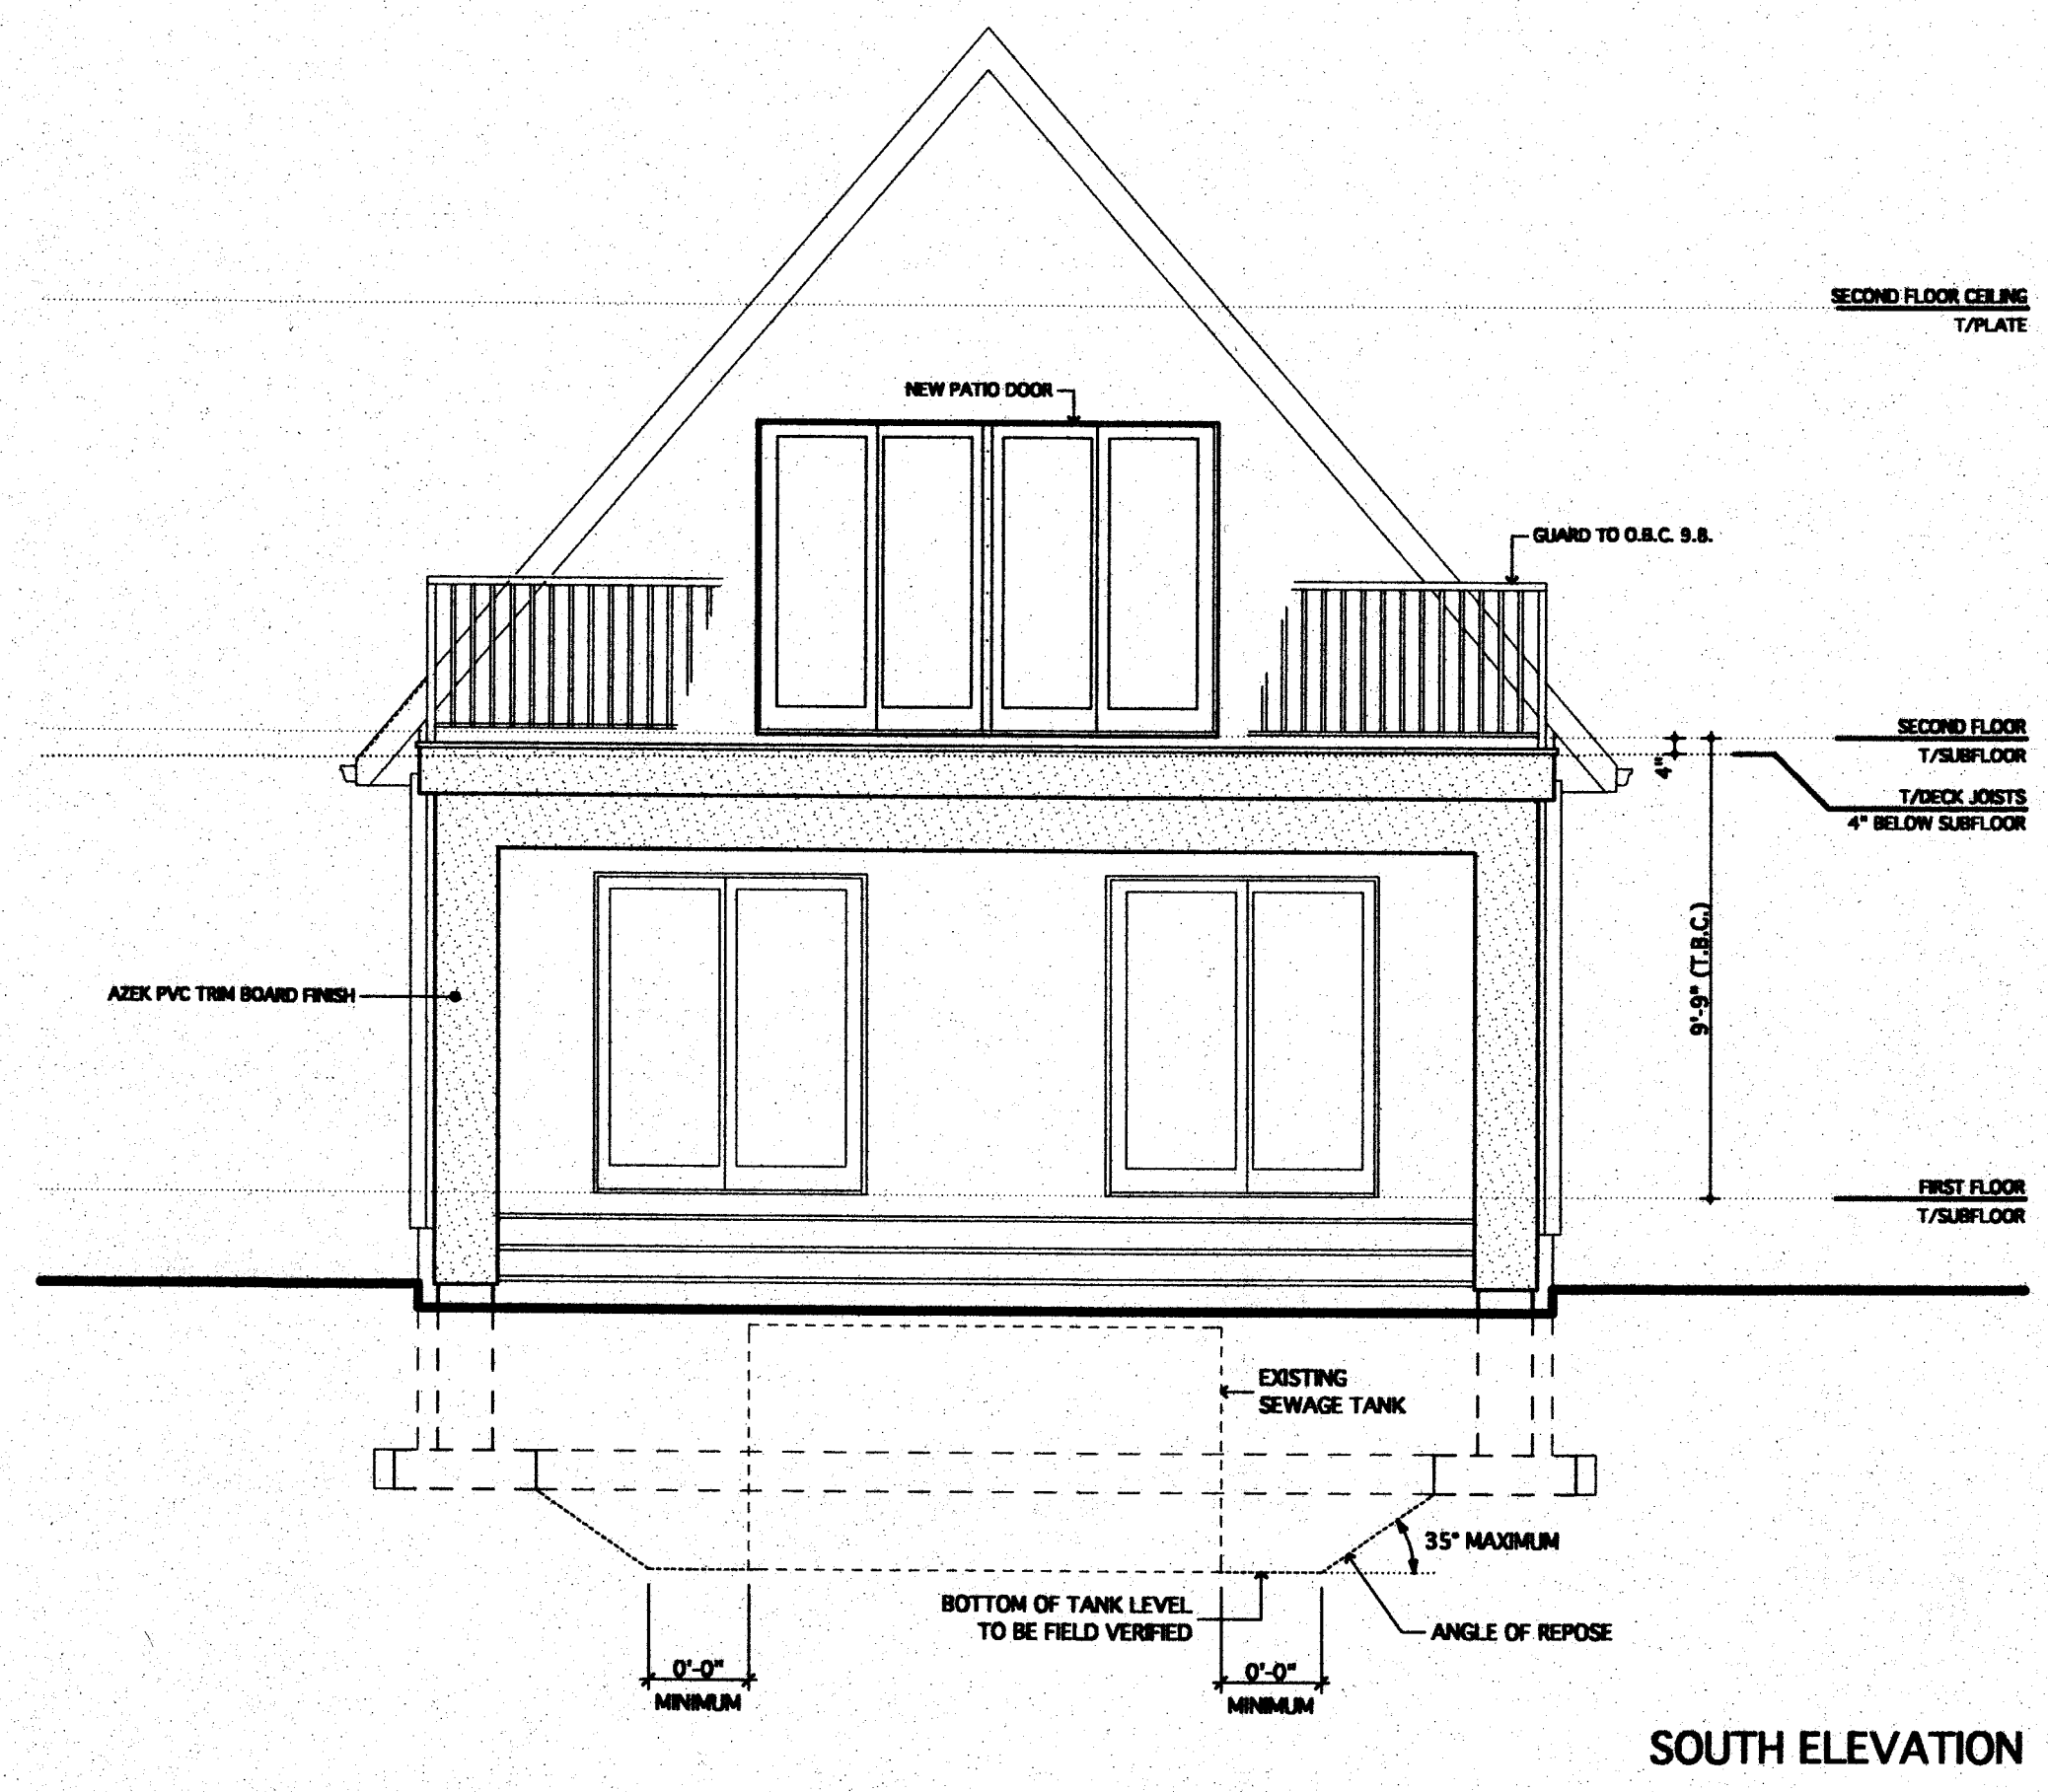 SECOND FLOOR CEILING
T/PLATE
NEW PATIO DOOR
GUARD TO O.B.C. 9.8.
SECOND FLOOR
T/SUBFLOOR
4"
T/DECK JOISTS
4" BELOW SUBFLOOR
9'-9" (T.B.C.)
AZEK PVC TRIM BOARD FINISH
FIRST FLOOR
T/SUBFLOOR
EXISTING
SEWAGE TANK
35° MAXIMUM
BOTTOM OF TANK LEVEL
TO BE FIELD VERIFIED
ANGLE OF REPOSE
0'-0"
MINIMUM
0'-0"
MINIMUM
SOUTH ELEVATION